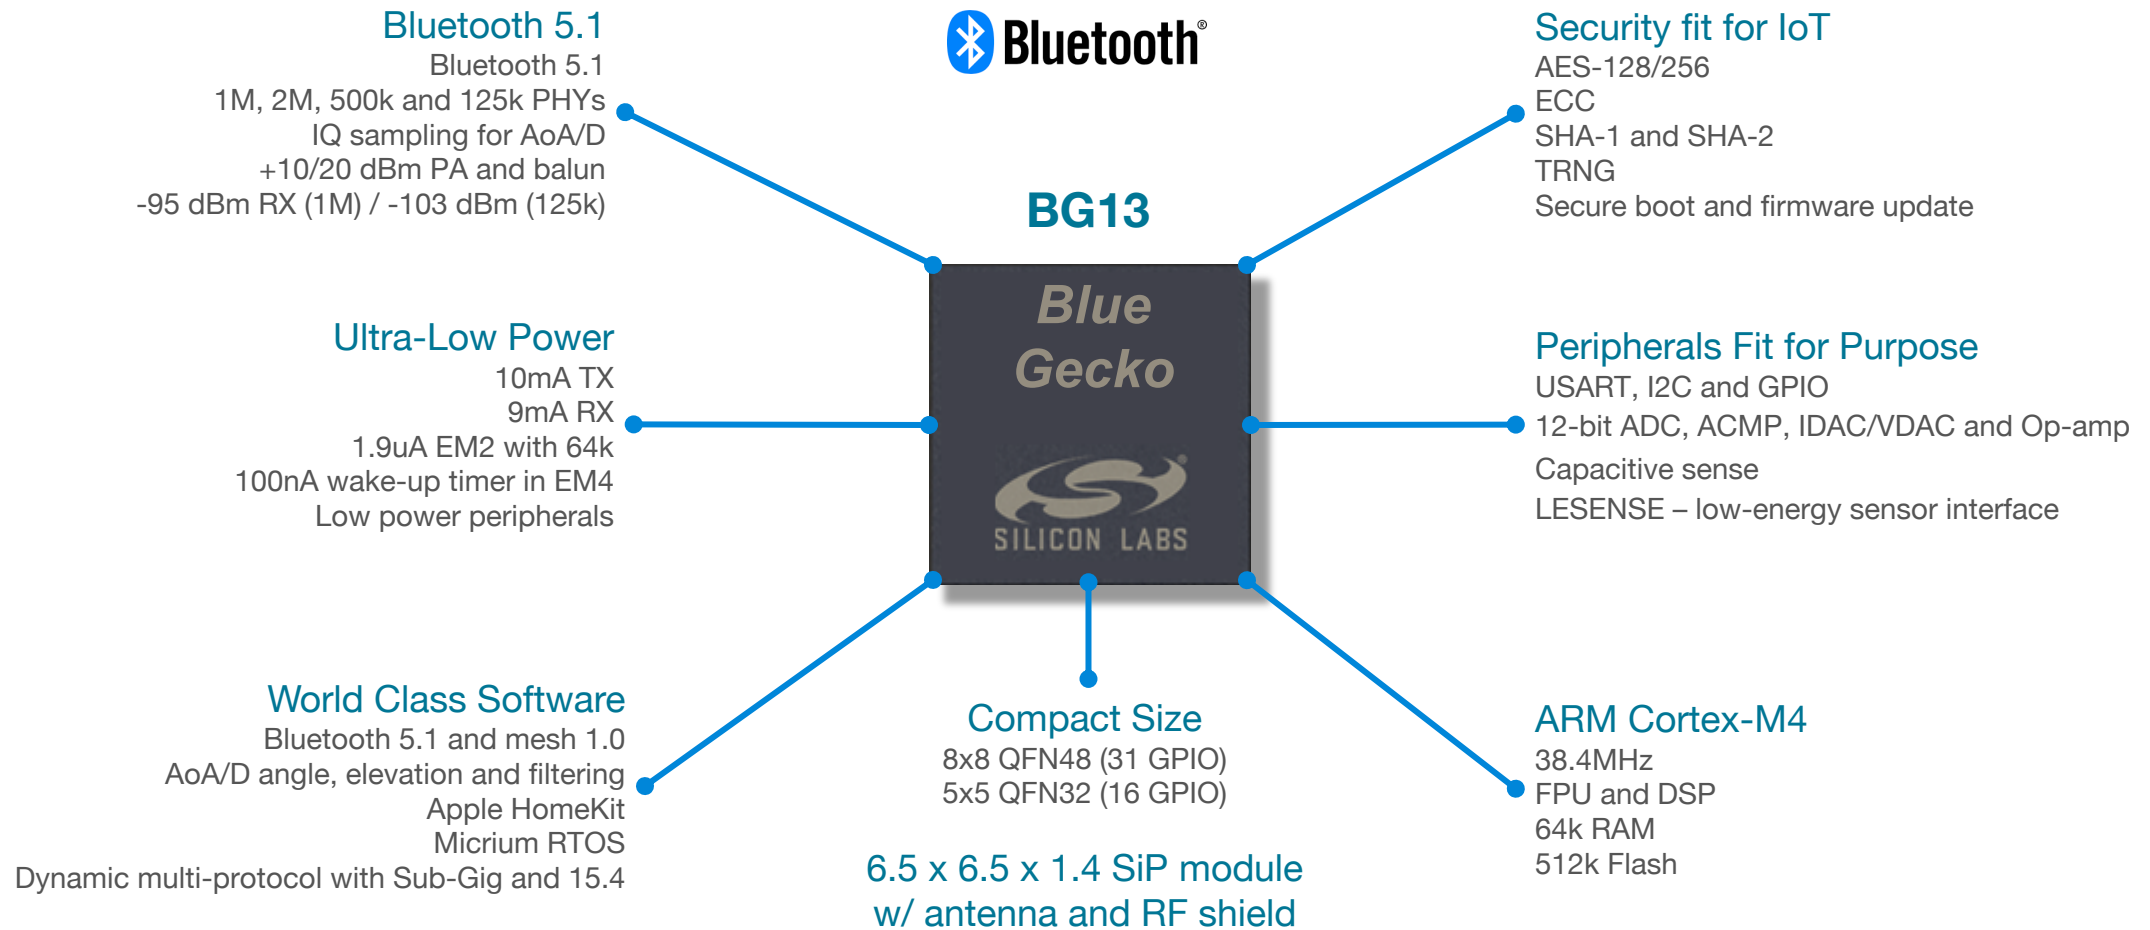 Bluetooth 5.1
Bluetooth 5.1
1M, 2M, 500k and 125k PHYs
IQ sampling for AoA/D
+10/20 dBm PA and balun
-95 dBm RX (1M) / -103 dBm (125k)
Bluetooth®
Security fit for IoT
AES-128/256
ECC
SHA-1 and SHA-2
TRNG
Secure boot and firmware update
BG13
Blue
Gecko
SILICON LABS
®
Ultra-Low Power
10mA TX
9mA RX
1.9uA EM2 with 64k
100nA wake-up timer in EM4
Low power peripherals
Peripherals Fit for Purpose
USART, I2C and GPIO
12-bit ADC, ACMP, IDAC/VDAC and Op-amp
Capacitive sense
LESENSE – low-energy sensor interface
World Class Software
Bluetooth 5.1 and mesh 1.0
AoA/D angle, elevation and filtering
Apple HomeKit
Micrium RTOS
Dynamic multi-protocol with Sub-Gig and 15.4
Compact Size
8x8 QFN48 (31 GPIO)
5x5 QFN32 (16 GPIO)
6.5 x 6.5 x 1.4 SiP module
w/ antenna and RF shield
ARM Cortex-M4
38.4MHz
FPU and DSP
64k RAM
512k Flash